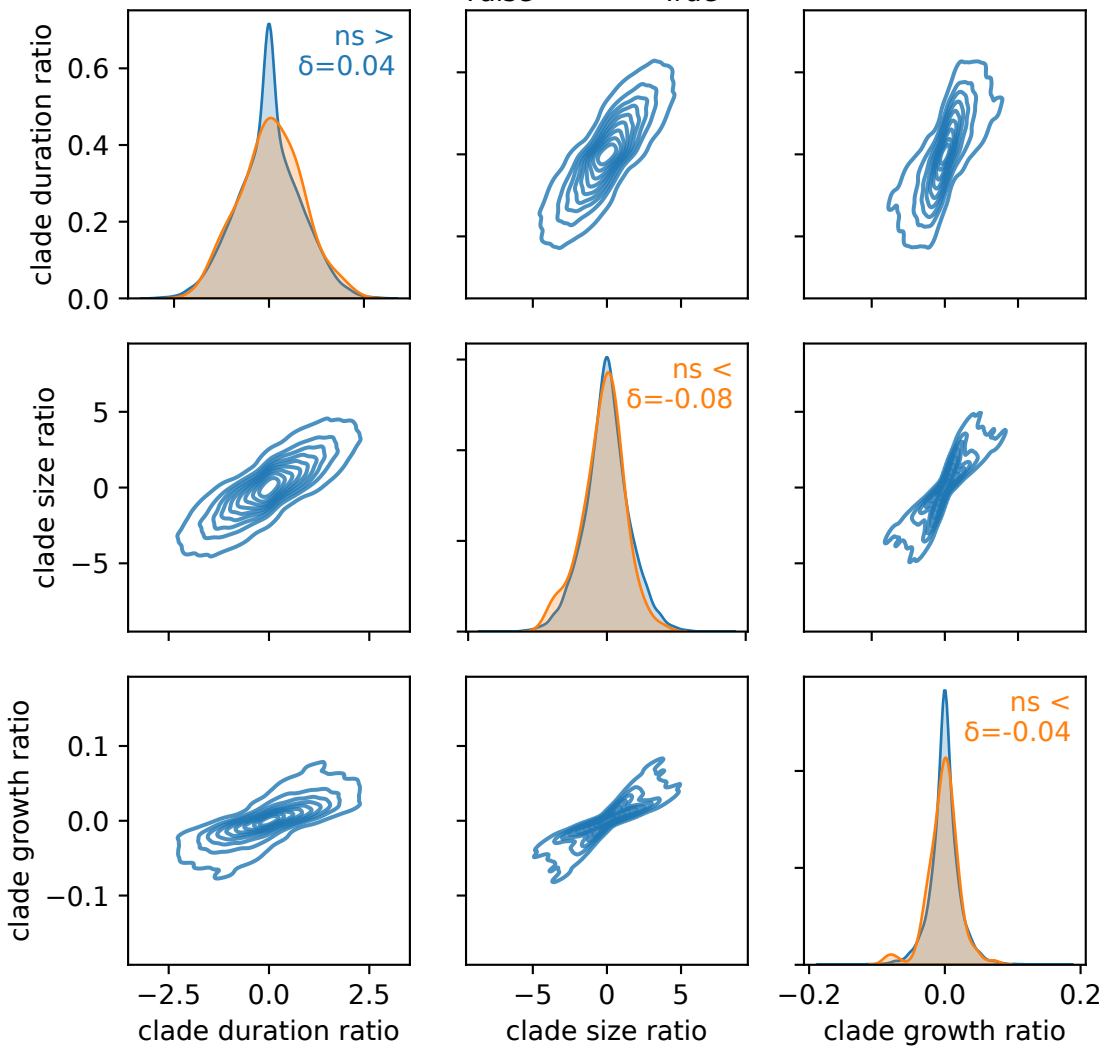 clade duration ratio
0.6
0.4
0.2
0.0
ns >
δ=0.04
clade size ratio
5
0
−5
ns <
δ=-0.08
clade growth ratio
0.1
0.0
−0.1
ns <
δ=-0.04
−2.5 0.0 2.5
−5 0 5
−0.2 0.0 0.2
clade duration ratio
clade size ratio
clade growth ratio